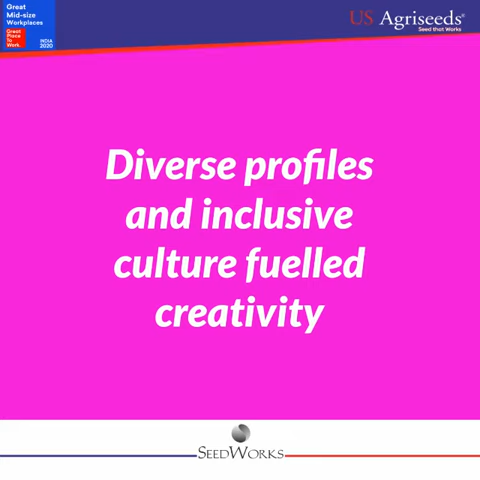 Great
Mid-size
Workplaces
Great
Place
To
Work.
INDIA
2020
US Agriseeds®
Seed that Works
Diverse profiles
and inclusive
culture fuelled
creativity
SEEDWORKS